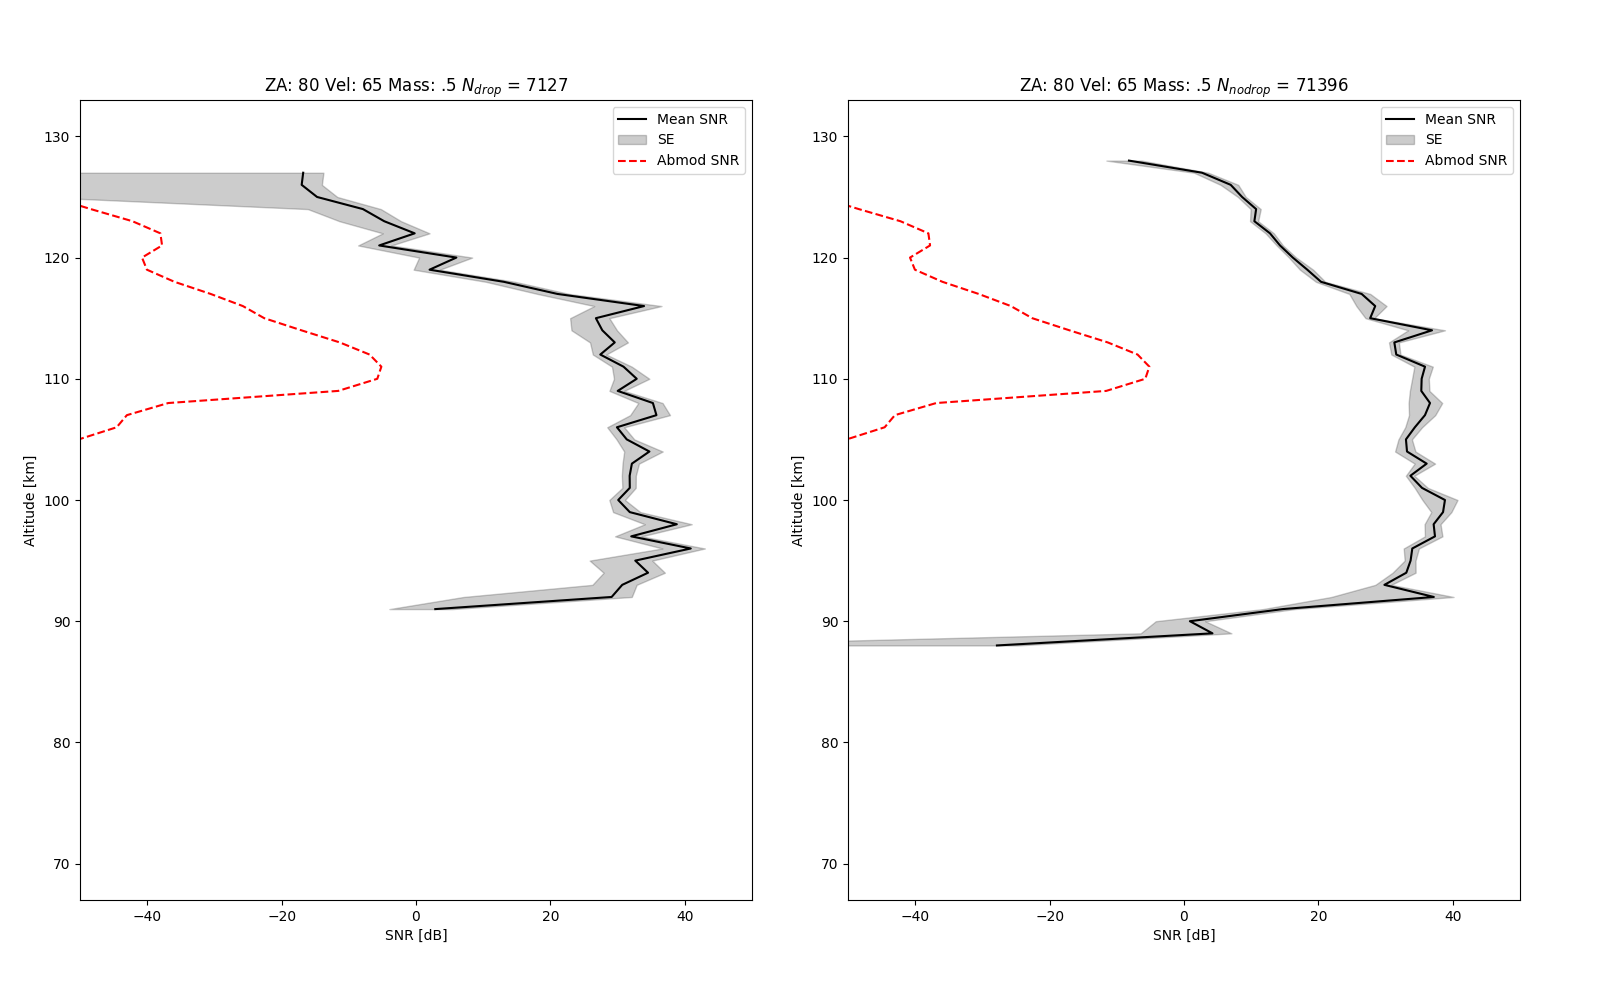 ZA: 80 Vel: 65 Mass: .5 N_drop = 7127
Mean SNR
SE
Abmod SNR
130
120
110
100
90
80
70
Altitude [km]
−40
−20
0
20
40
SNR [dB]
ZA: 80 Vel: 65 Mass: .5 N_nodrop = 71396
Mean SNR
SE
Abmod SNR
130
120
110
100
90
80
70
Altitude [km]
−40
−20
0
20
40
SNR [dB]